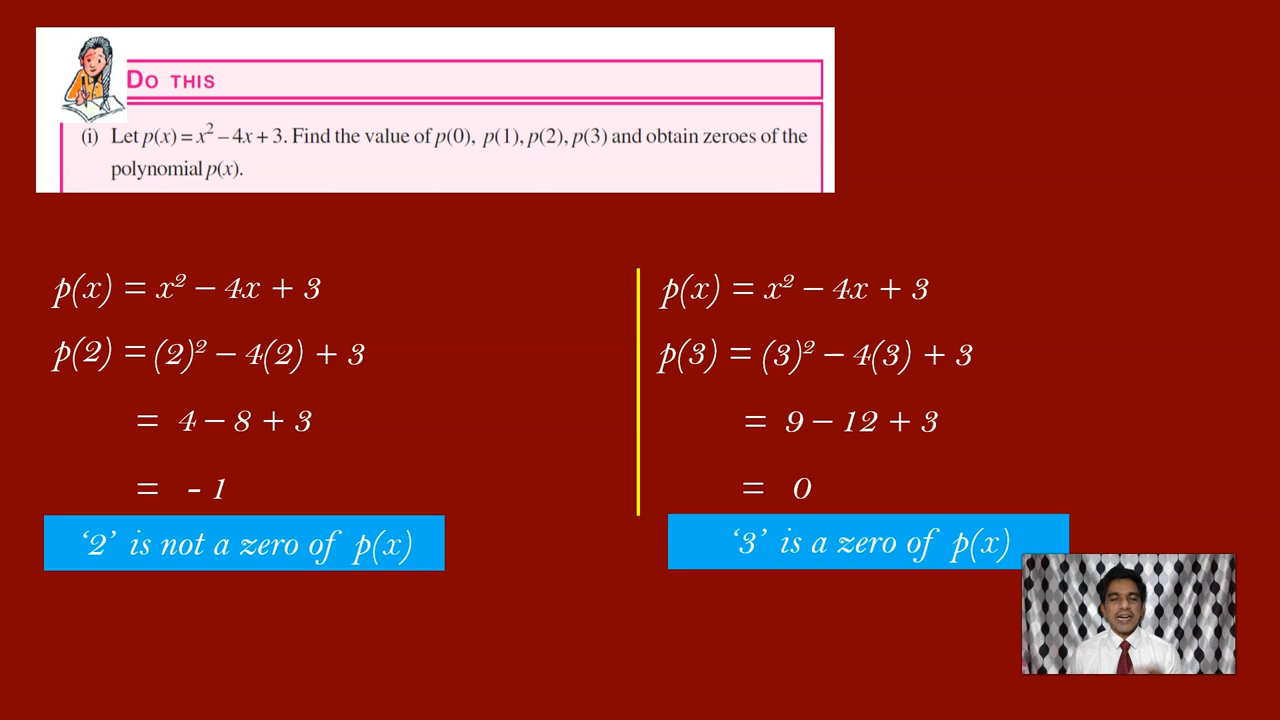 DO THIS
(i) Let p(x) = x² – 4x + 3. Find the value of p(0), p(1), p(2), p(3) and obtain zeroes of the
polynomial p(x).
p(x) = x² – 4x + 3
p(2) = (2)² – 4(2) + 3
= 4 – 8 + 3
= - 1
‘2’ is not a zero of p(x)
p(x) = x² – 4x + 3
p(3) = (3)² – 4(3) + 3
= 9 – 12 + 3
= 0
‘3’ is a zero of p(x)